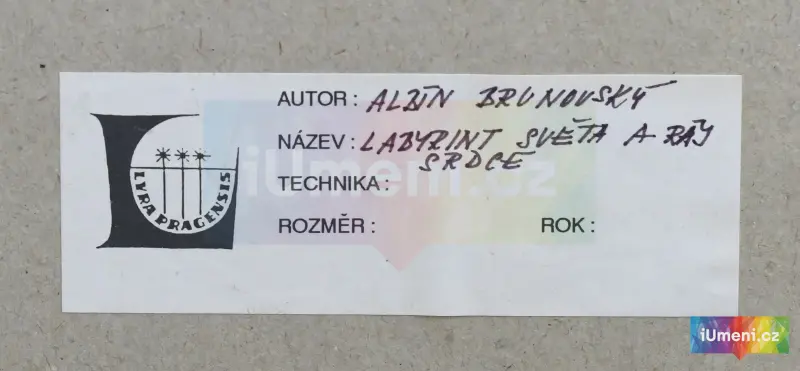 AUTOR : ALBÍN BRUNOVSKÝ
NÁZEV : LABYRINT SVĚTA A RÁJ
SRDCE
TECHNIKA :
ROZMĚR : ROK :
LYRA PRAGENSIS
iUmeni.cz
iUmeni.cz